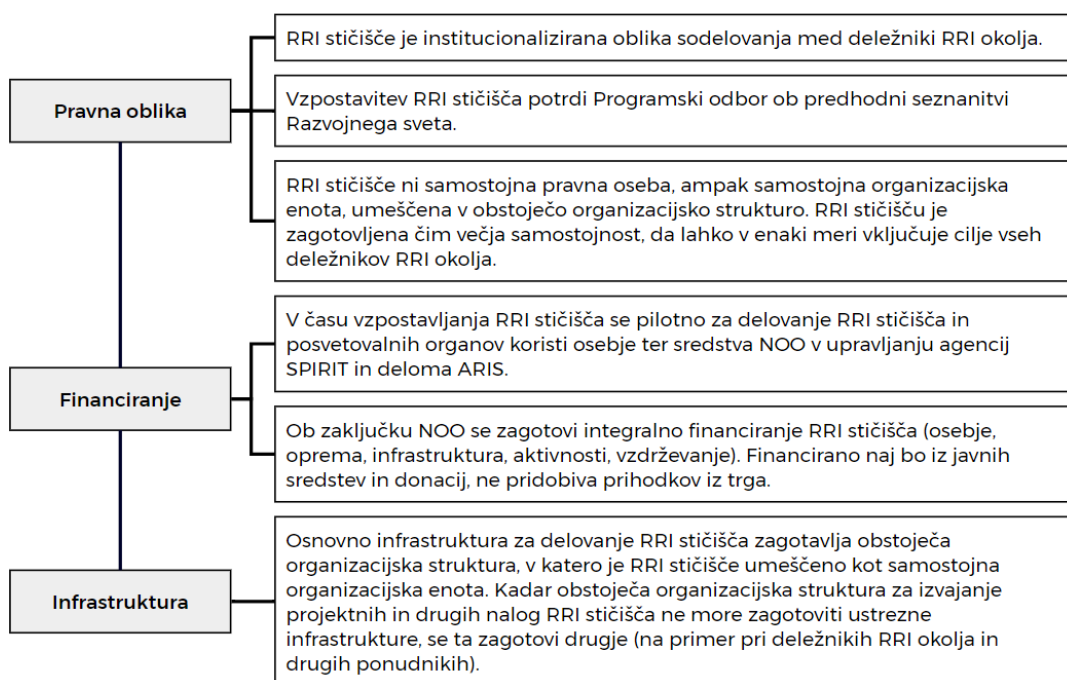 Pravna oblika
RRI stičišče je institucionalizirana oblika sodelovanja med deležniki RRI okolja.
Vzpostavitev RRI stičišča potrdi Programski odbor ob predhodni seznanitvi
Razvojnega sveta.
RRI stičišče ni samostojna pravna oseba, ampak samostojna organizacijska
enota, umeščena v obstoječo organizacijsko strukturo. RRI stičišču je
zagotovljena čim večja samostojnost, da lahko v enaki meri vključuje cilje vseh
deležnikov RRI okolja.
Financiranje
V času vzpostavljanja RRI stičišča se pilotno za delovanje RRI stičišča in
posvetovalnih organov koristi osebje ter sredstva NOO v upravljanju agencij
SPIRIT in deloma ARIS.
Ob zaključku NOO se zagotovi integralno financiranje RRI stičišča (osebje,
oprema, infrastruktura, aktivnosti, vzdrževanje). Financirano naj bo iz javnih
sredstev in donacij, ne pridobiva prihodkov iz trga.
Infrastruktura
Osnovno infrastruktura za delovanje RRI stičišča zagotavlja obstoječa
organizacijska struktura, v katero je RRI stičišče umeščeno kot samostojna
organizacijska enota. Kadar obstoječa organizacijska struktura za izvajanje
projektnih in drugih nalog RRI stičišča ne more zagotoviti ustrezne
infrastrukture, se ta zagotovi drugje (na primer pri deležnikih RRI okolja in
drugih ponudnikih).